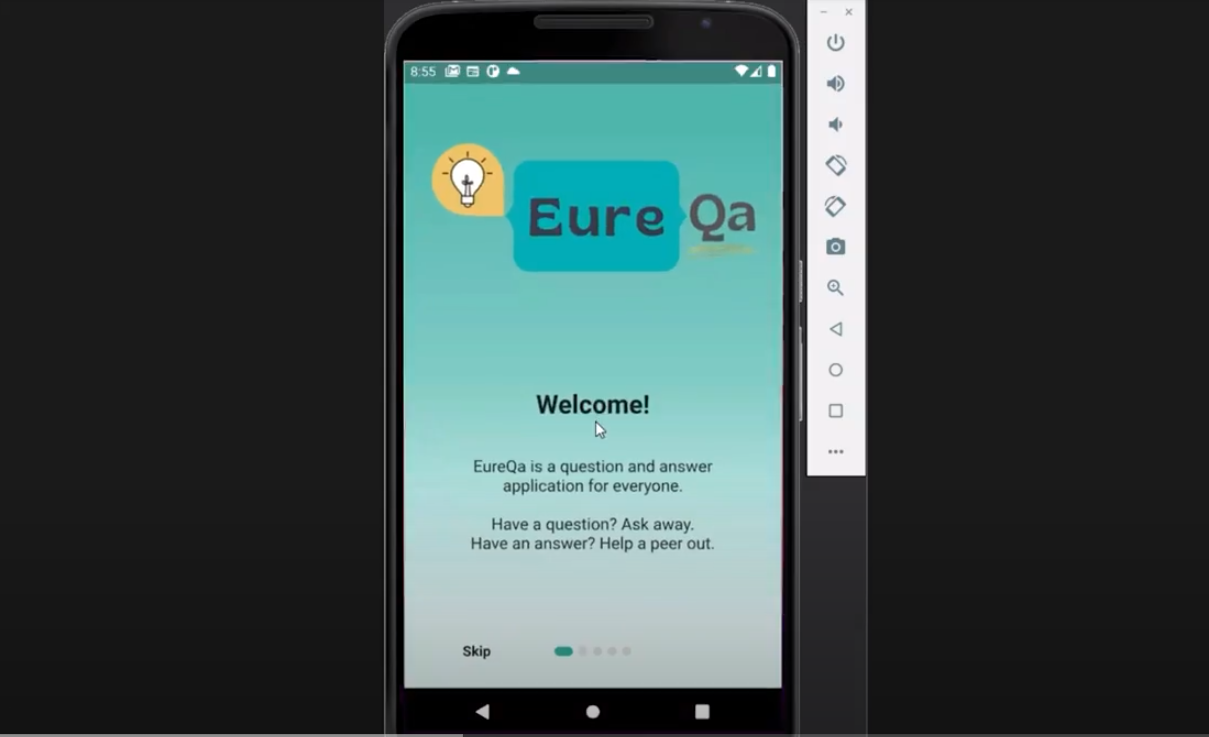 8:55
Eure Qa
Welcome!
EureQa is a question and answer
application for everyone.
Have a question? Ask away.
Have an answer? Help a peer out.
Skip